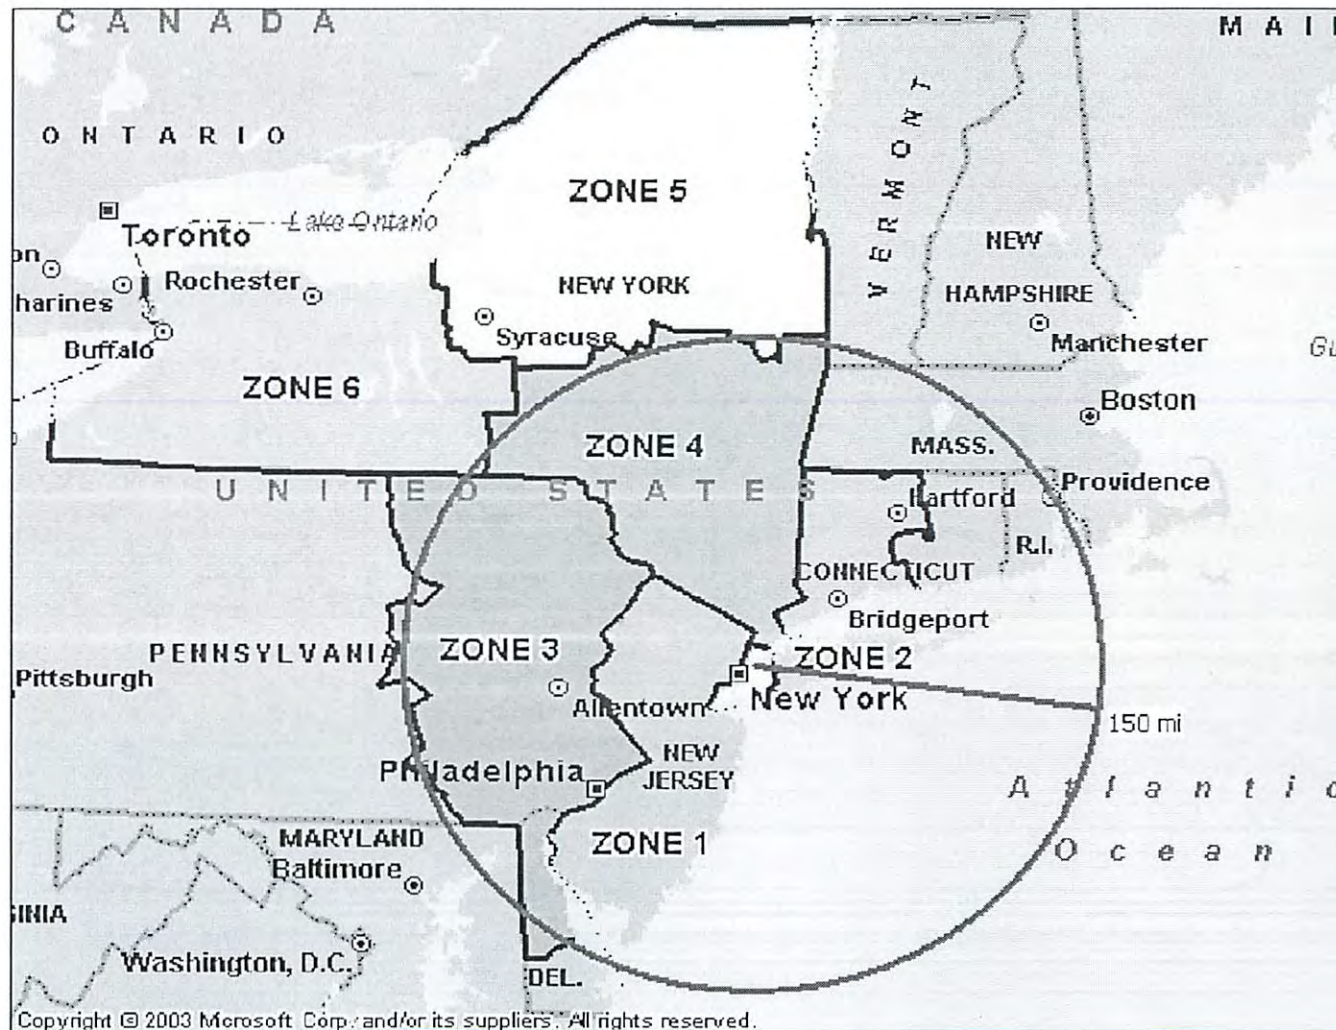 CANADA
MAI
ONTARIO
VERMONT
ZONE 5
Lake Ontario
Toronto
NEW
HAMPSHIRE
on
Rochester
NEW YORK
harines
Syracuse
Manchester
Buffalo
Gu
ZONE 6
Boston
ZONE 4
MASS.
UNITED STATES
Hartford
Providence
R.I.
CONNECTICUT
Bridgeport
PENNSYLVANIA
ZONE 3
ZONE 2
Pittsburgh
Allentown
New York
150 mi
NEW
JERSEY
Philadelphia
Atlantic
Ocean
MARYLAND
ZONE 1
Baltimore
GINIA
Washington, D.C.
DEL.
Copyright © 2003 Microsoft Corp. and/or its suppliers. All rights reserved.